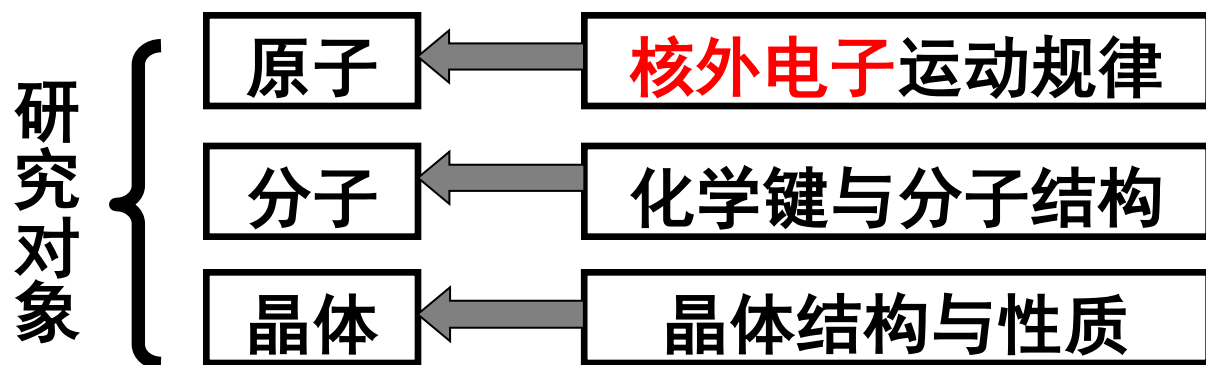 研究对象
原子
核外电子运动规律
分子
化学键与分子结构
晶体
晶体结构与性质